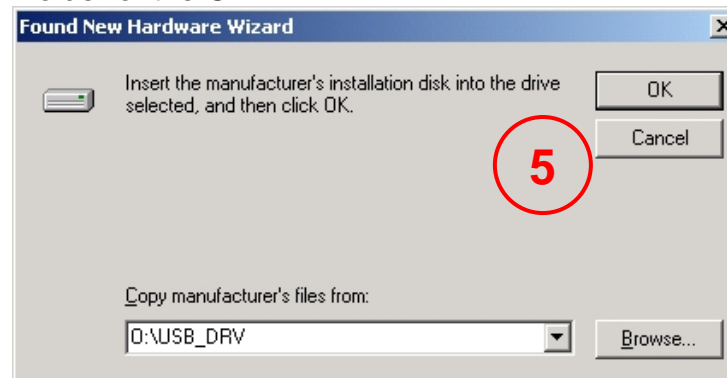 Found New Hardware Wizard
Insert the manufacturer's installation disk into the drive
selected, and then click OK.
OK
Cancel
5
Copy manufacturer's files from:
O:\USB_DRV
Browse...